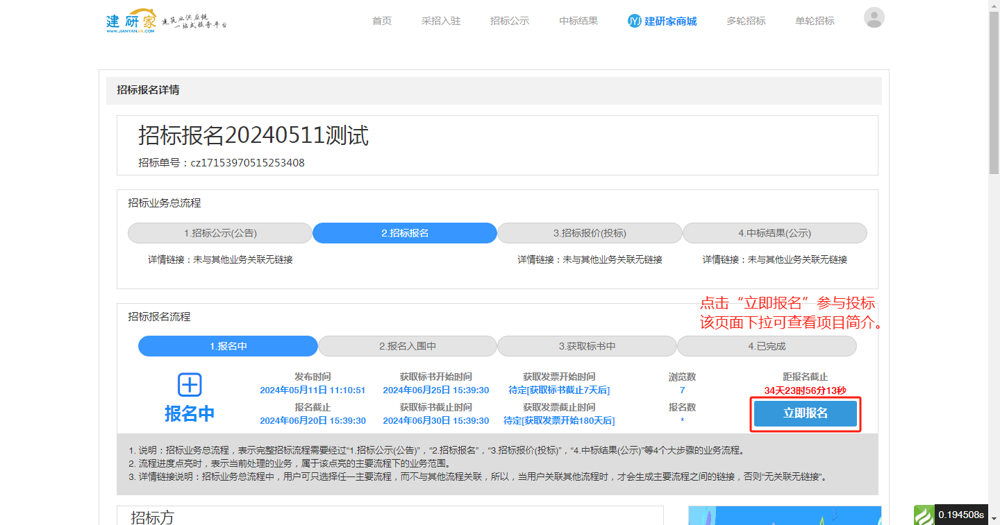 建研家
WWW.JIANYANJIA.COM
建筑业供应链
一站式服务平台
首页
采招入驻
招标公示
中标结果
JYJ 建研家商城
多轮招标
单轮招标
招标报名详情
招标报名20240511测试
招标单号：cz17153970515253408
招标业务总流程
1.招标公示(公告)
2.招标报名
3.招标报价(投标)
4.中标结果(公示)
详情链接：未与其他业务关联无链接
详情链接：未与其他业务关联无链接
详情链接：未与其他业务关联无链接
点击“立即报名”参与投标
该页面下拉可查看项目简介。
招标报名流程
1.报名中
2.报名入围中
3.获取标书中
4.已完成
报名中
发布时间
2024年05月11日 11:10:51
报名截止
2024年06月20日 15:39:30
获取标书开始时间
2024年06月25日 15:39:30
获取标书截止时间
2024年06月30日 15:39:30
获取发票开始时间
待定[获取标书截止7天后]
获取发票截止时间
待定[获取发票开始180天后]
浏览数
7
报名数
*
距报名截止
34天23时56分13秒
立即报名
1. 说明：招标业务总流程，表示完整招标流程需要经过“1.招标公示(公告)”，“2.招标报名”，“3.招标报价(投标)”，“4.中标结果(公示)”等4个大步骤的业务流程。
2. 流程进度点亮时，表示当前处理的业务，属于该点亮的主要流程下的业务范围。
3. 详情链接说明：招标业务总流程中，用户可只选择任一主要流程，而不与其他流程关联，所以，当用户关联其他流程时，才会生成主要流程之间的链接，否则“无关联无链接”。
招标方
0.194508s